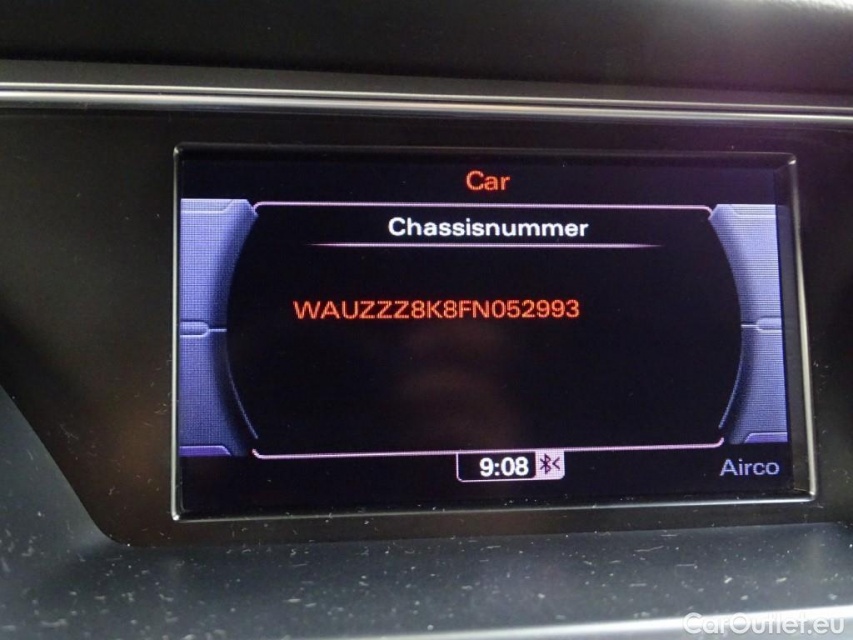 Car
Chassisnummer
WAUZZZ8K8FN052993
9:08
Airco
CarOutlet.eu